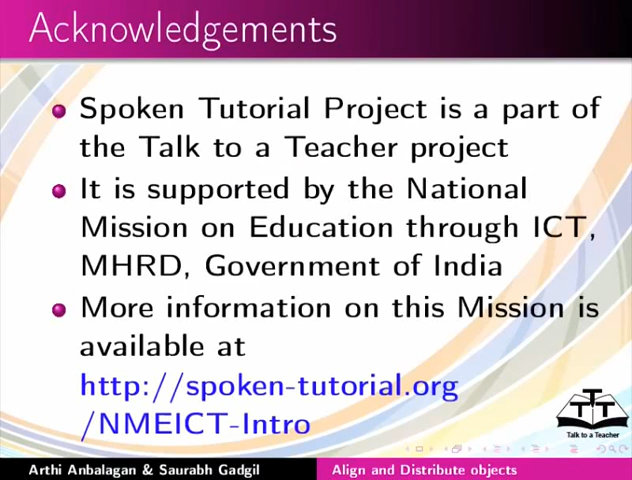 Acknowledgements
Spoken Tutorial Project is a part of
the Talk to a Teacher project
It is supported by the National
Mission on Education through ICT,
MHRD, Government of India
More information on this Mission is
available at
http://spoken-tutorial.org
/NMEICT-Intro
TTT
Talk to a Teacher
Arthi Anbalagan & Saurabh Gadgil
Align and Distribute objects